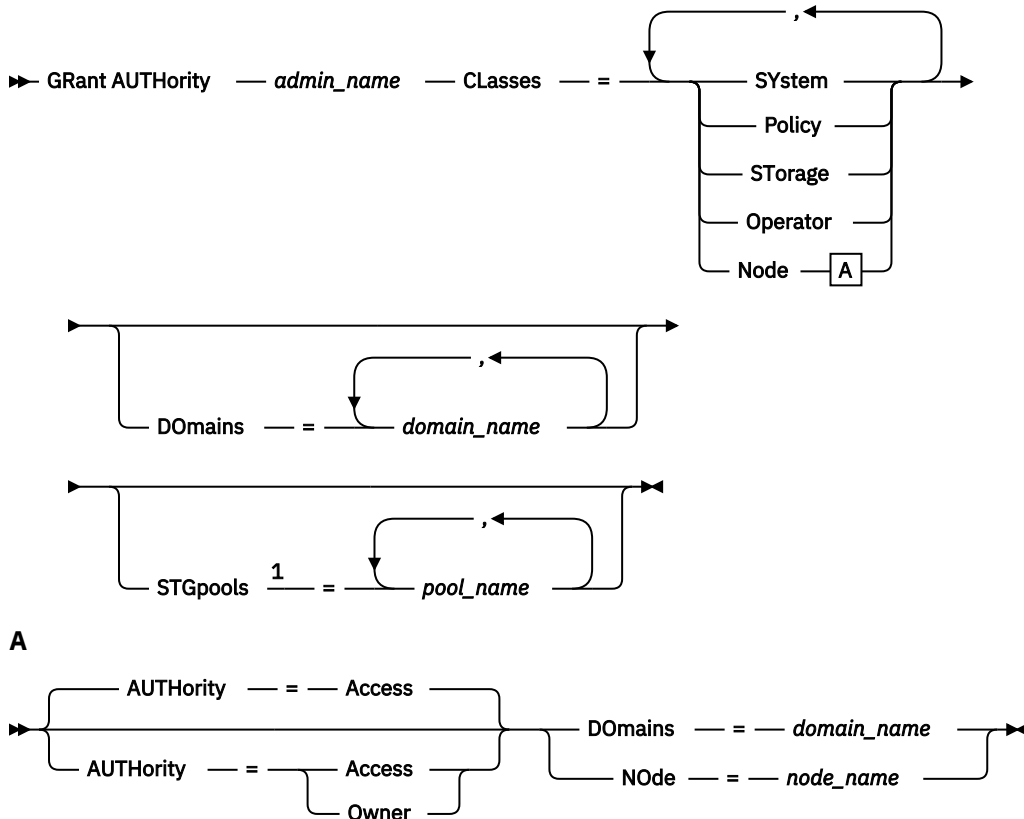 ,
GRant AUTHority admin_name CLasses = SYstem
Policy
STorage
Operator
Node A
,
DOmains = domain_name
,
STGpools 1 = pool_name
A
AUTHority = Access
DOmains = domain_name
AUTHority = Access
NOde = node_name
Owner